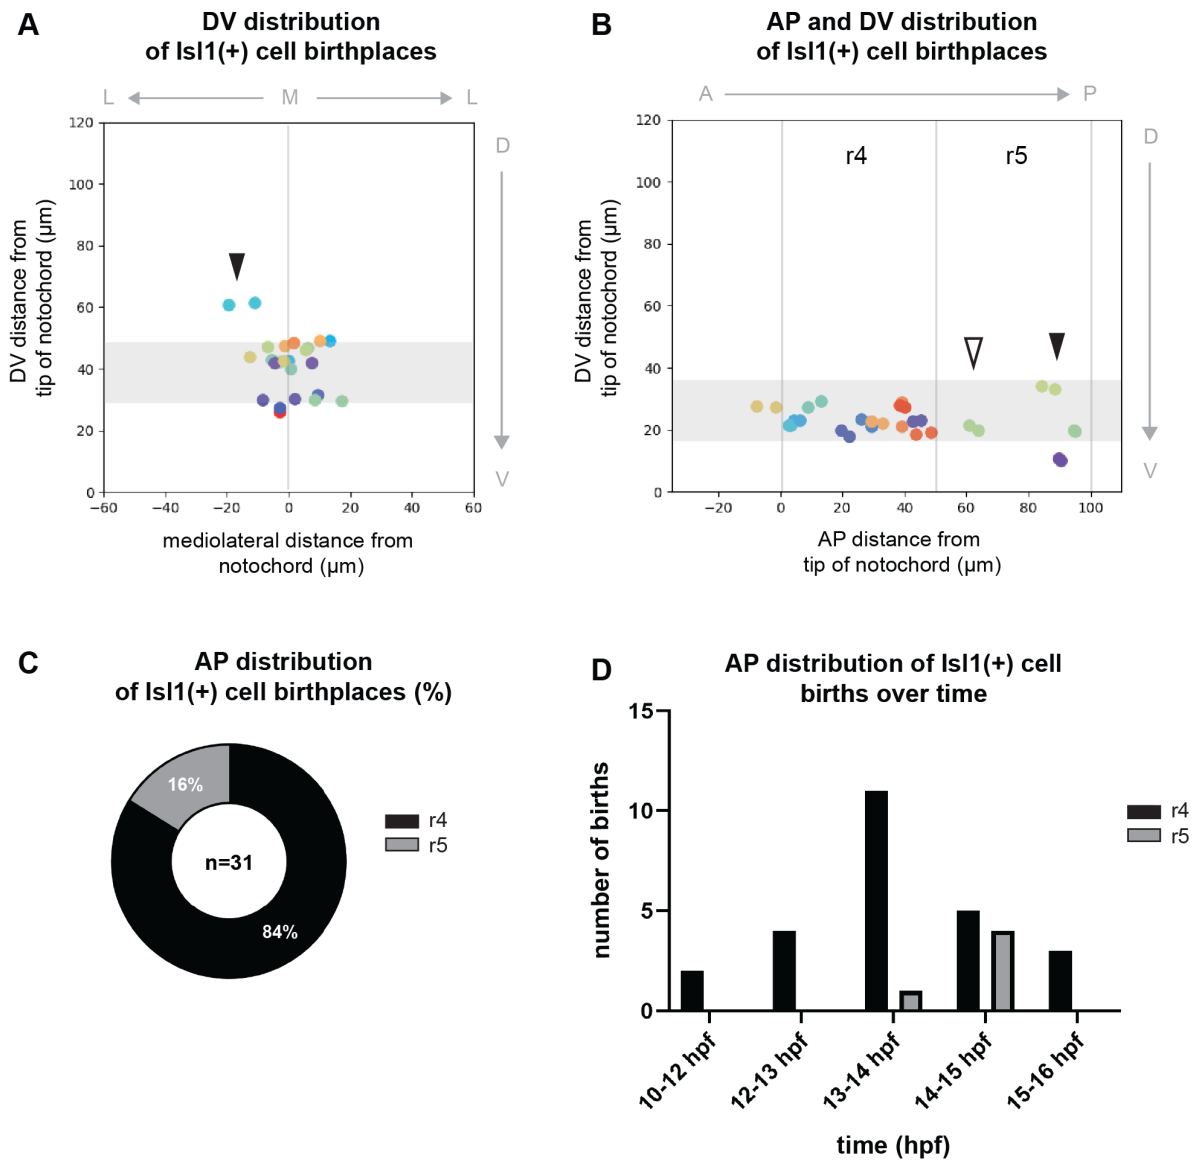 A
DV distribution
of Isl1(+) cell birthplaces
L M L
120
100
80
60
40
20
0
−60 −40 −20 0 20 40 60
DV distance from
tip of notochord (µm)
mediolateral distance from
notochord (µm)
D
V
B
AP and DV distribution
of Isl1(+) cell birthplaces
A P
r4 r5
120
100
80
60
40
20
0
−20 0 20 40 60 80 100
DV distance from
tip of notochord (µm)
AP distance from
tip of notochord (µm)
D
V
C
AP distribution
of Isl1(+) cell birthplaces (%)
16%
n=31
84%
r4
r5
D
AP distribution of Isl1(+) cell
births over time
15
10
5
0
number of births
10-12 hpf
12-13 hpf
13-14 hpf
14-15 hpf
15-16 hpf
time (hpf)
r4
r5